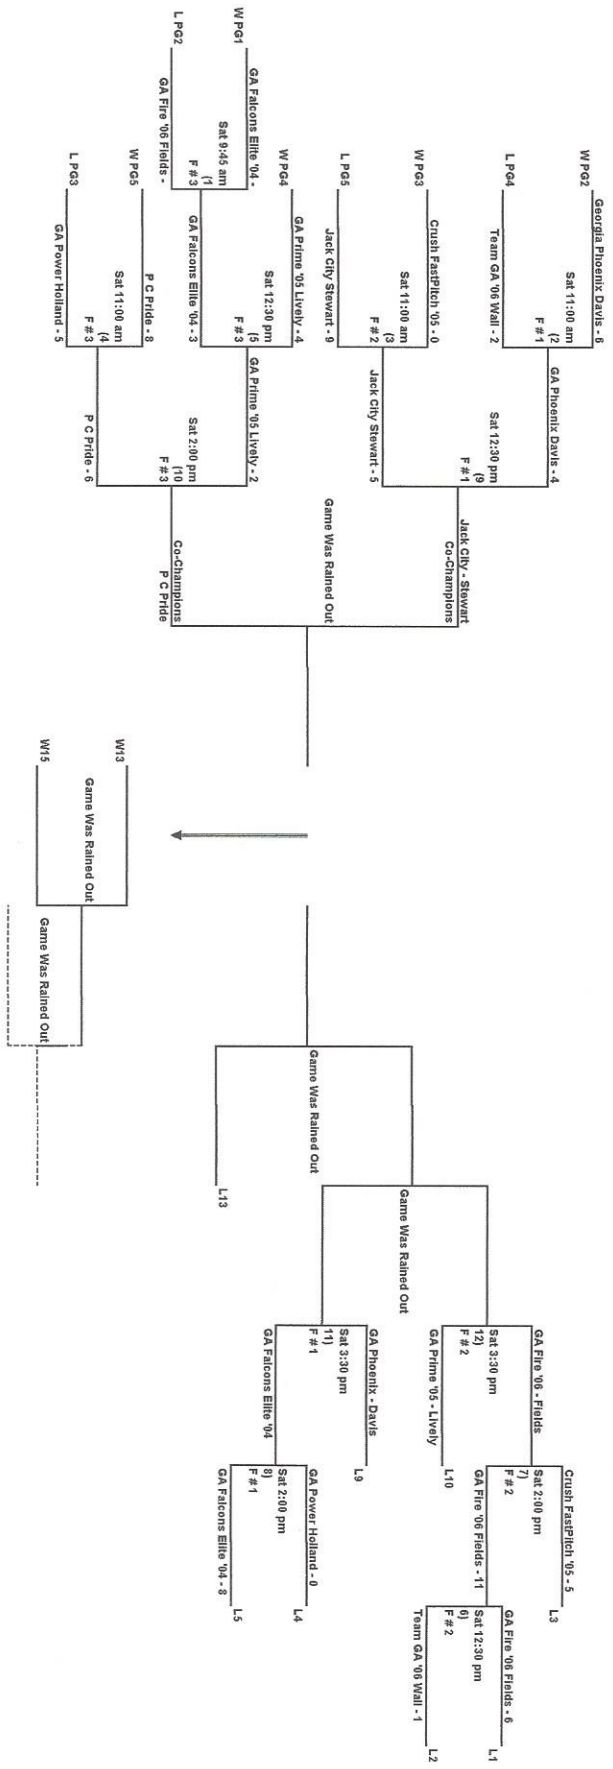 W PG2
Georgia Phoenix Davis - 6
Sat 11:00 am
(2
F # 1
L PG4
Team GA '06 Wall - 2
GA Phoenix Davis - 4
Sat 12:30 pm
(9
F # 1
W PG3
Crush FastPitch '05 - 0
Sat 11:00 am
(3
F # 2
L PG5
Jack City Stewart - 9
Jack City Stewart - 5
Jack City - Stewart
Co-Champions
Game Was Rained Out
W PG4
GA Prime '05 Lively - 4
Sat 12:30 pm
(5
F # 3
W PG1
GA Falcons Elite '04 -
Sat 9:45 am
(1
F # 3
L PG2
GA Fire '06 Fields -
GA Falcons Elite '04 - 3
GA Prime '05 Lively - 2
Sat 2:00 pm
(10
F # 3
W PG5
P C Pride - 8
Sat 11:00 am
(4
F # 3
L PG3
GA Power Holland - 5
P C Pride - 6
Co-Champions
P C Pride
W13
Game Was Rained Out
W15
Game Was Rained Out
Game Was Rained Out
L13
Game Was Rained Out
GA Fire '06 - Fields
Sat 3:30 pm
12)
F # 2
GA Prime '05 - Lively
L10
Crush FastPitch '05 - 5
L3
Sat 2:00 pm
7)
F # 2
GA Fire '06 Fields - 11
GA Fire '06 Fields - 6
L1
Sat 12:30 pm
6)
F # 2
Team GA '06 Wall - 1
L2
GA Phoenix - Davis
L9
Sat 3:30 pm
11)
F # 1
GA Falcons Elite '04
GA Power Holland - 0
L4
Sat 2:00 pm
8)
F # 1
GA Falcons Elite '04 - 8
L5